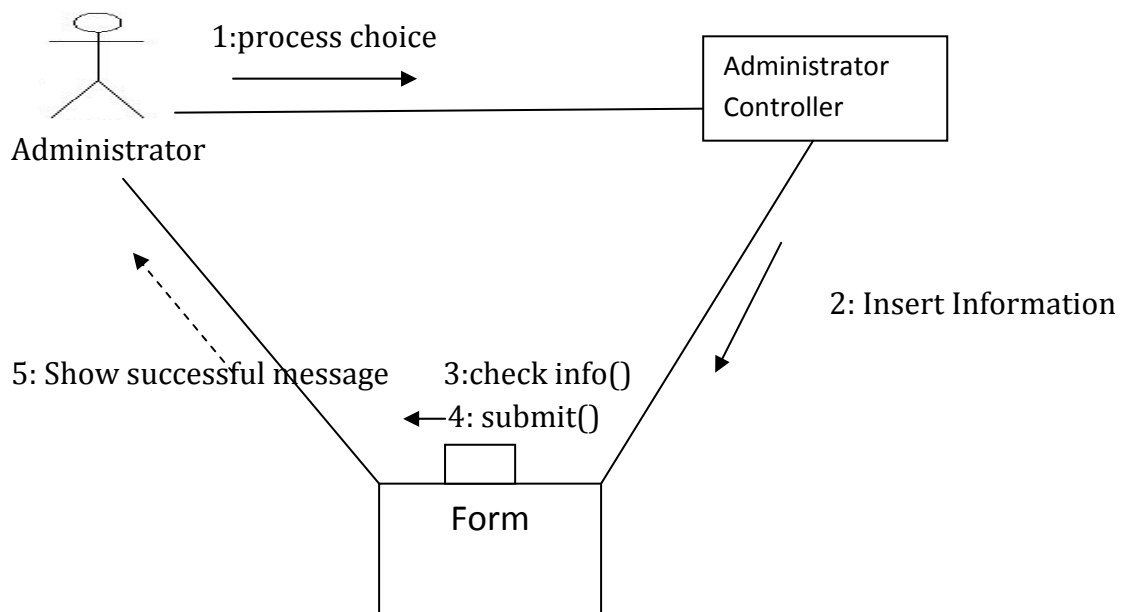 1:process choice
Administrator
Controller
Administrator
2: Insert Information
5: Show successful message
3:check info()
4: submit()
Form